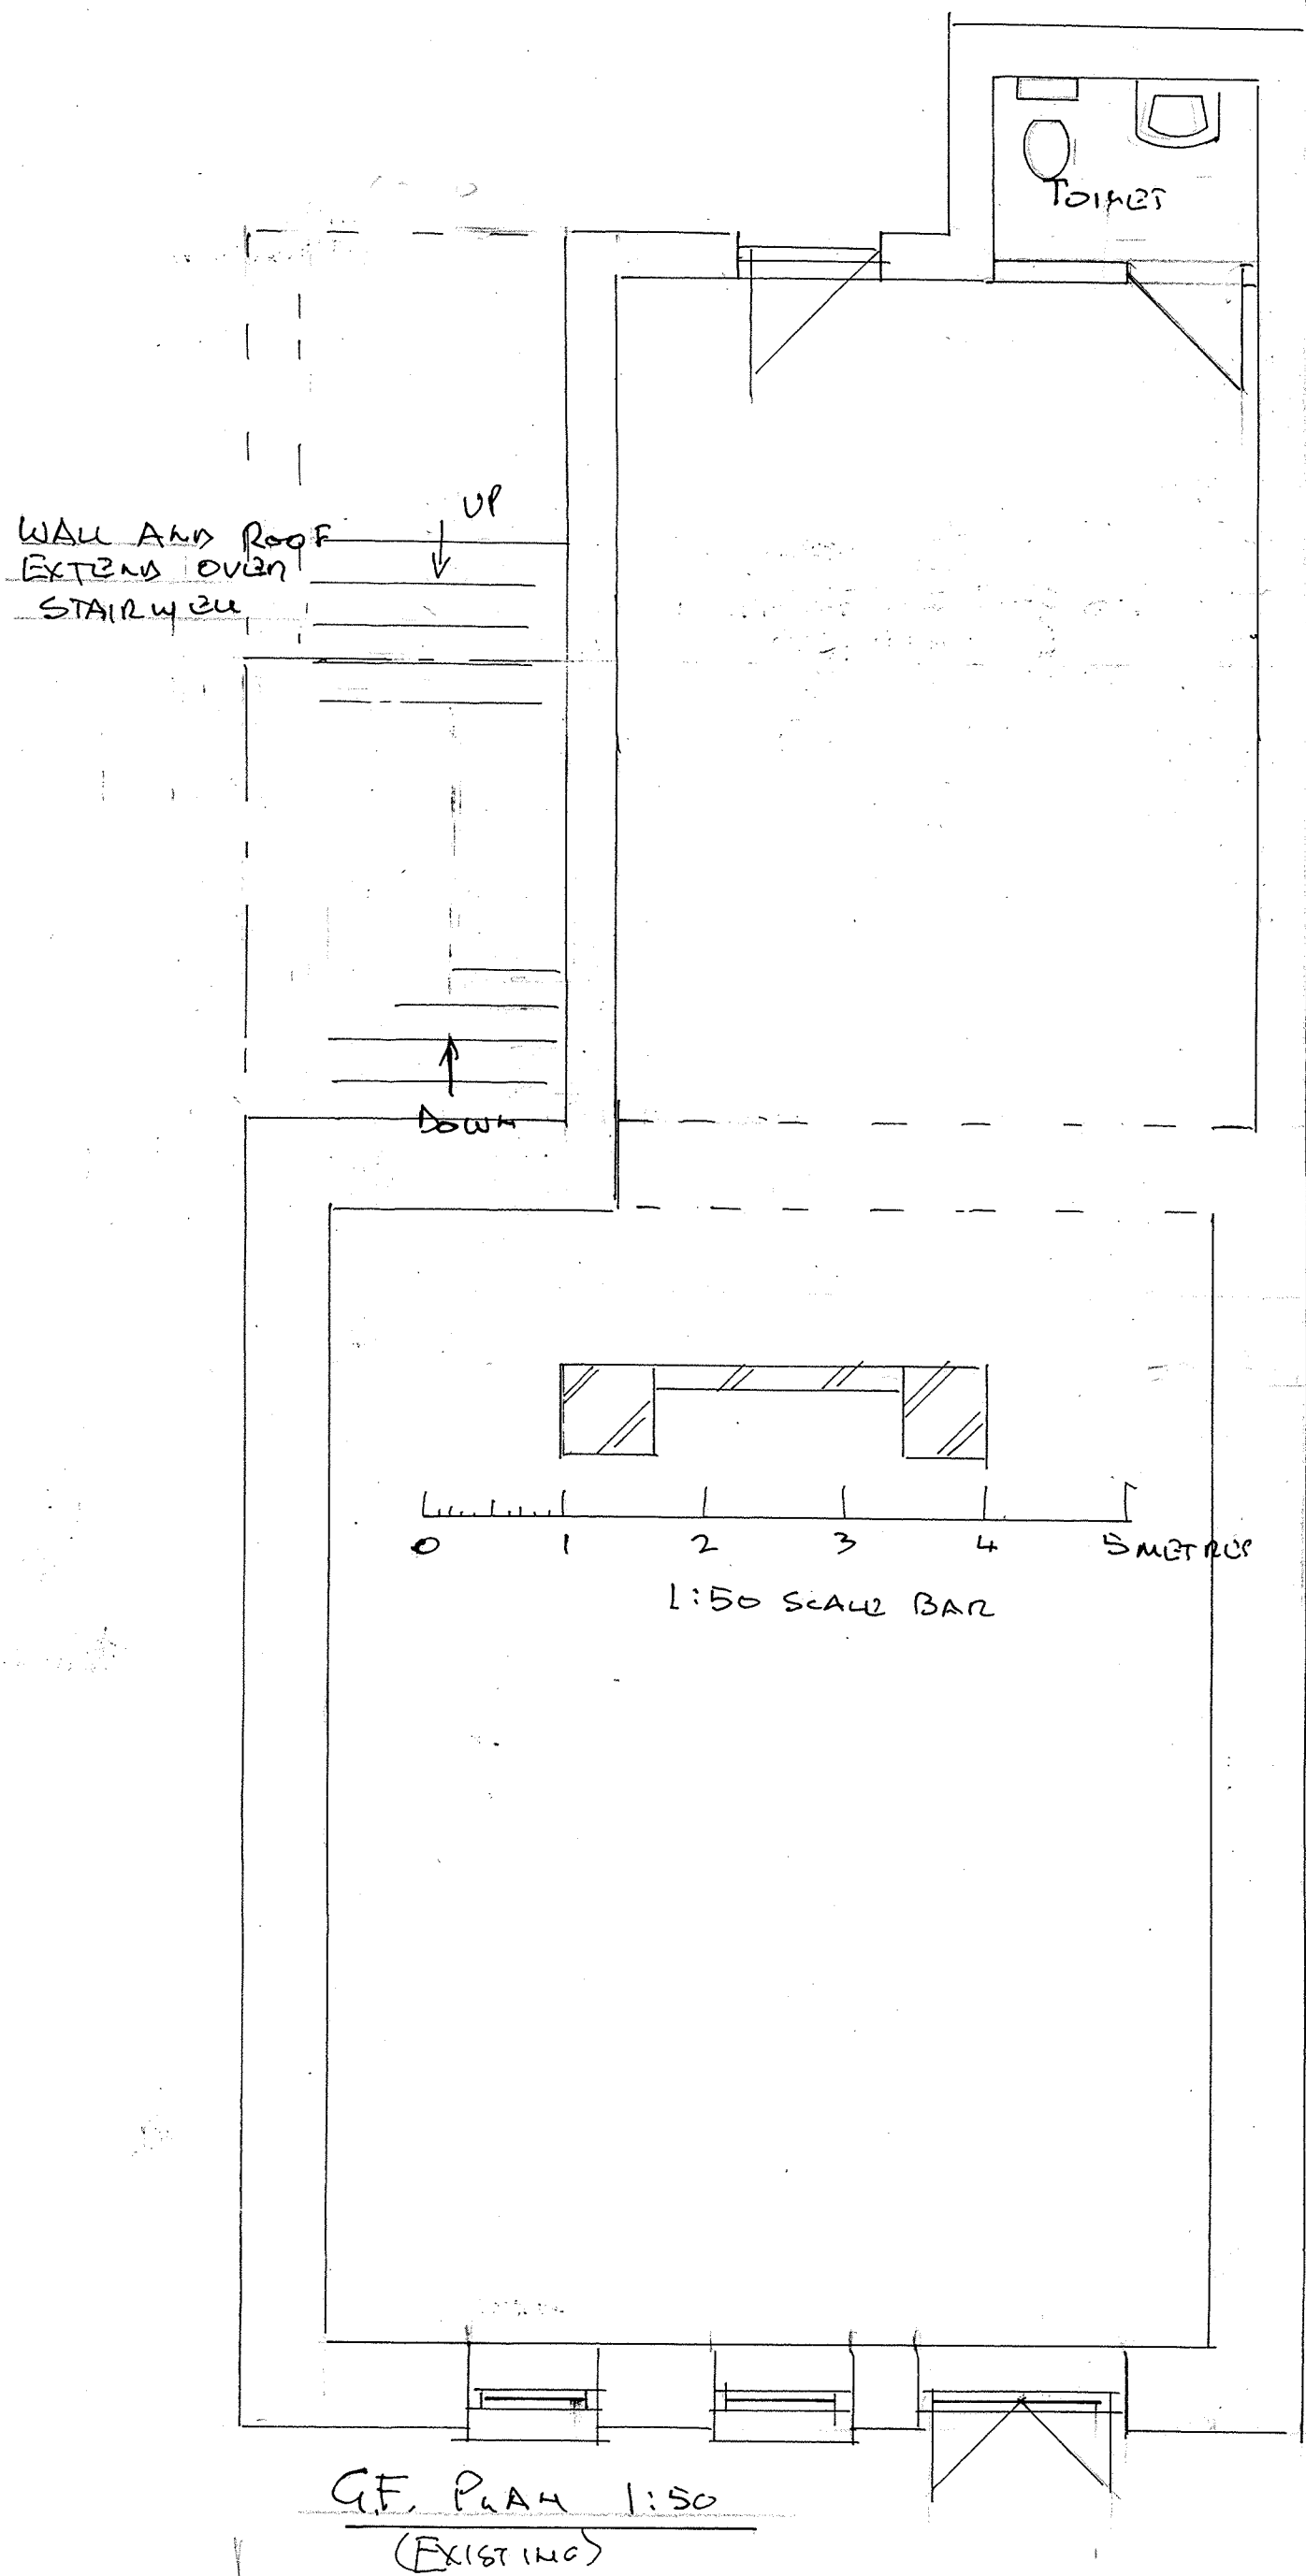 TOILET
UP
WALL AND ROOF
EXTEND OVER
STAIRWELL
DOWN
0 1 2 3 4 5 METRES
1:50 SCALE BAR
G.F. PLAN 1:50
(EXISTING)